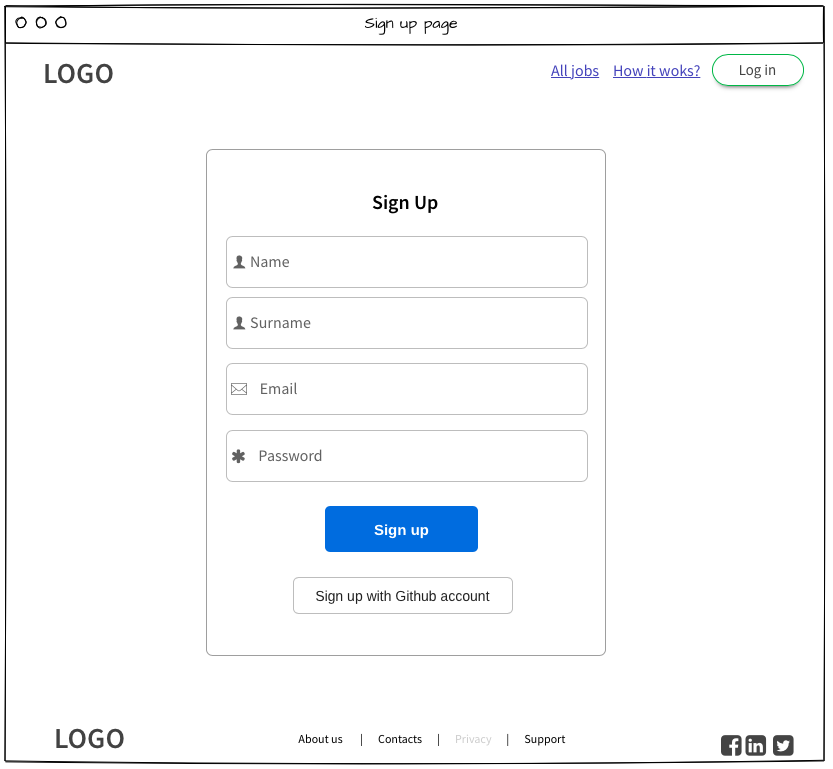 Sign up page
LOGO
All jobs How it woks? Log in
Sign Up
Name
Surname
Email
Password
Sign up
Sign up with Github account
LOGO
About us | Contacts | Privacy | Support